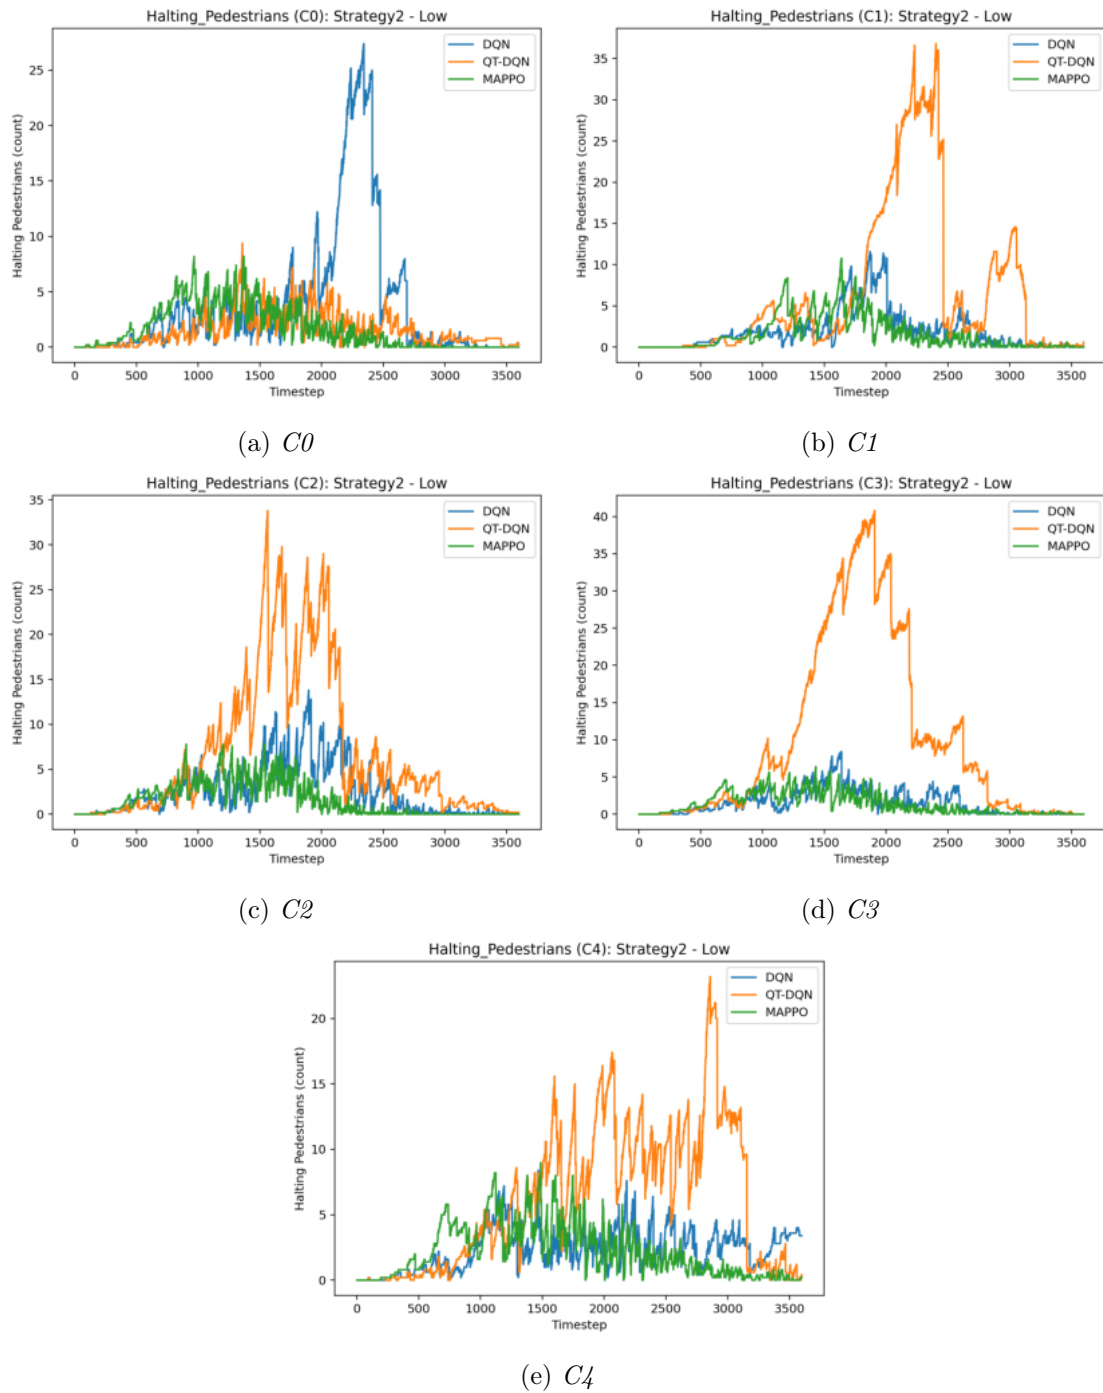 Halting_Pedestrians (C0): Strategy2 - Low
Halting Pedestrians (count)
25
20
15
10
5
0
DQN
QT-DQN
MAPPO
0 500 1000 1500 2000 2500 3000 3500
Timestep
(a) C0
Halting_Pedestrians (C1): Strategy2 - Low
Halting Pedestrians (count)
35
30
25
20
15
10
5
0
DQN
QT-DQN
MAPPO
0 500 1000 1500 2000 2500 3000 3500
Timestep
(b) C1
Halting_Pedestrians (C2): Strategy2 - Low
Halting Pedestrians (count)
35
30
25
20
15
10
5
0
DQN
QT-DQN
MAPPO
0 500 1000 1500 2000 2500 3000 3500
Timestep
(c) C2
Halting_Pedestrians (C3): Strategy2 - Low
Halting Pedestrians (count)
40
35
30
25
20
15
10
5
0
DQN
QT-DQN
MAPPO
0 500 1000 1500 2000 2500 3000 3500
Timestep
(d) C3
Halting_Pedestrians (C4): Strategy2 - Low
Halting Pedestrians (count)
20
15
10
5
0
DQN
QT-DQN
MAPPO
0 500 1000 1500 2000 2500 3000 3500
Timestep
(e) C4